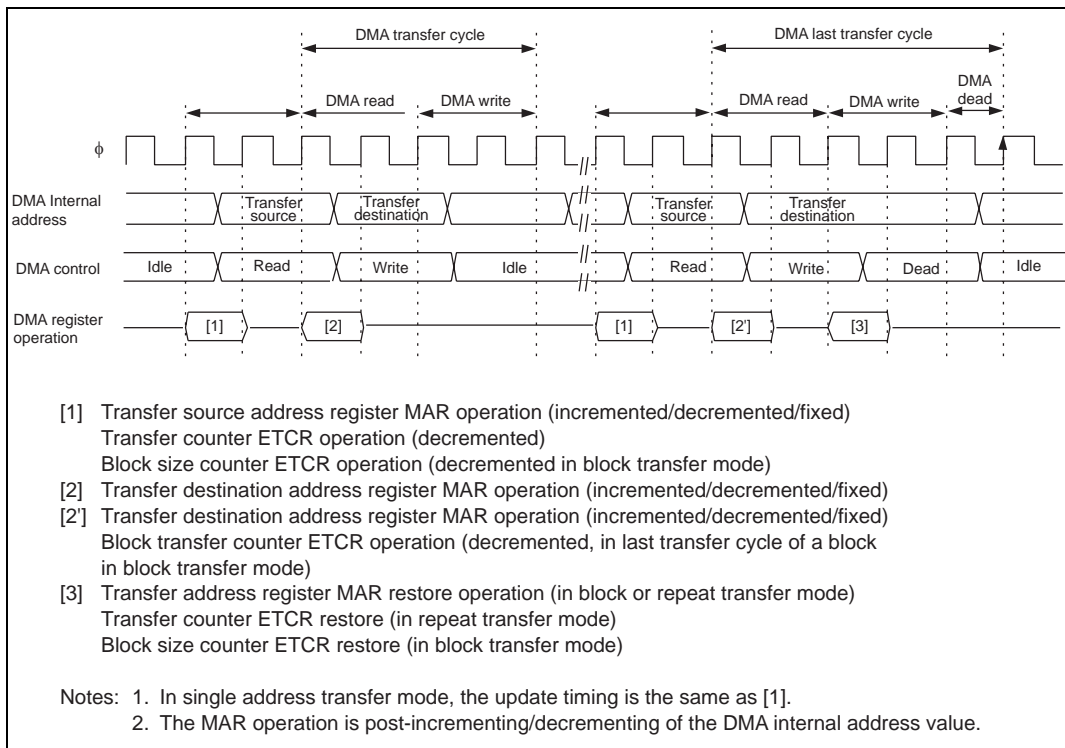 DMA transfer cycle DMA last transfer cycle
DMA read DMA write DMA read DMA write DMA dead
ϕ
DMA Internal address
Transfer source Transfer destination Transfer source Transfer destination
DMA control
Idle Read Write Idle Read Write Dead Idle
DMA register operation
[1] [2] [1] [2'] [3]
[1] Transfer source address register MAR operation (incremented/decremented/fixed)
Transfer counter ETCR operation (decremented)
Block size counter ETCR operation (decremented in block transfer mode)
[2] Transfer destination address register MAR operation (incremented/decremented/fixed)
[2'] Transfer destination address register MAR operation (incremented/decremented/fixed)
Block transfer counter ETCR operation (decremented, in last transfer cycle of a block
in block transfer mode)
[3] Transfer address register MAR restore operation (in block or repeat transfer mode)
Transfer counter ETCR restore (in repeat transfer mode)
Block size counter ETCR restore (in block transfer mode)
Notes: 1. In single address transfer mode, the update timing is the same as [1].
2. The MAR operation is post-incrementing/decrementing of the DMA internal address value.